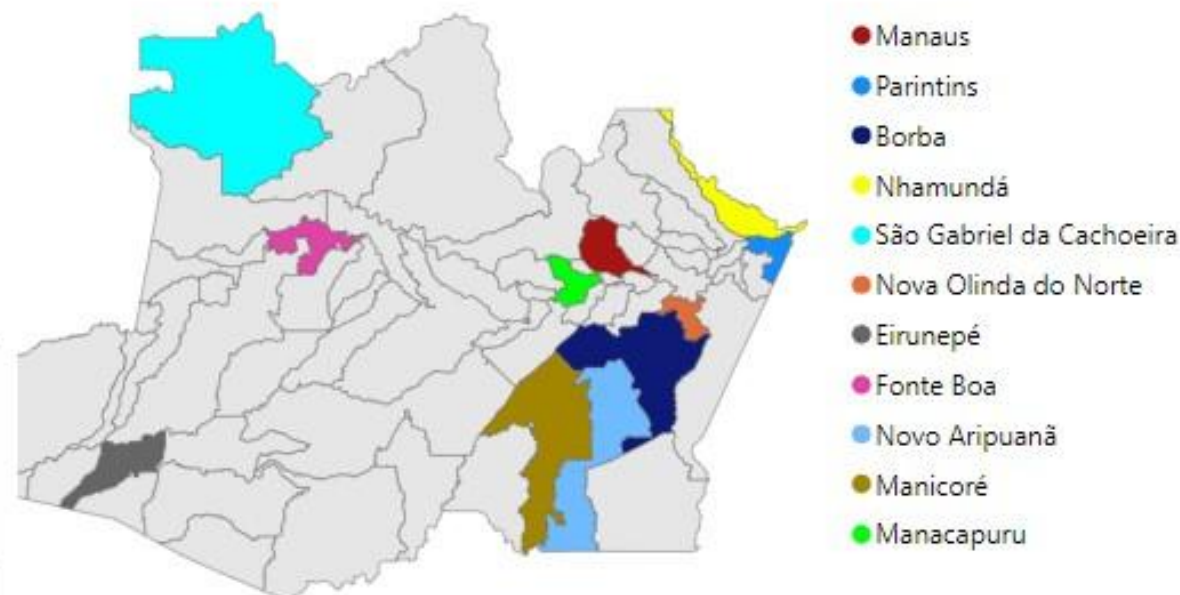 Manaus
Parintins
Borba
Nhamundá
São Gabriel da Cachoeira
Nova Olinda do Norte
Eirunepé
Fonte Boa
Novo Aripuanã
Manicoré
Manacapuru